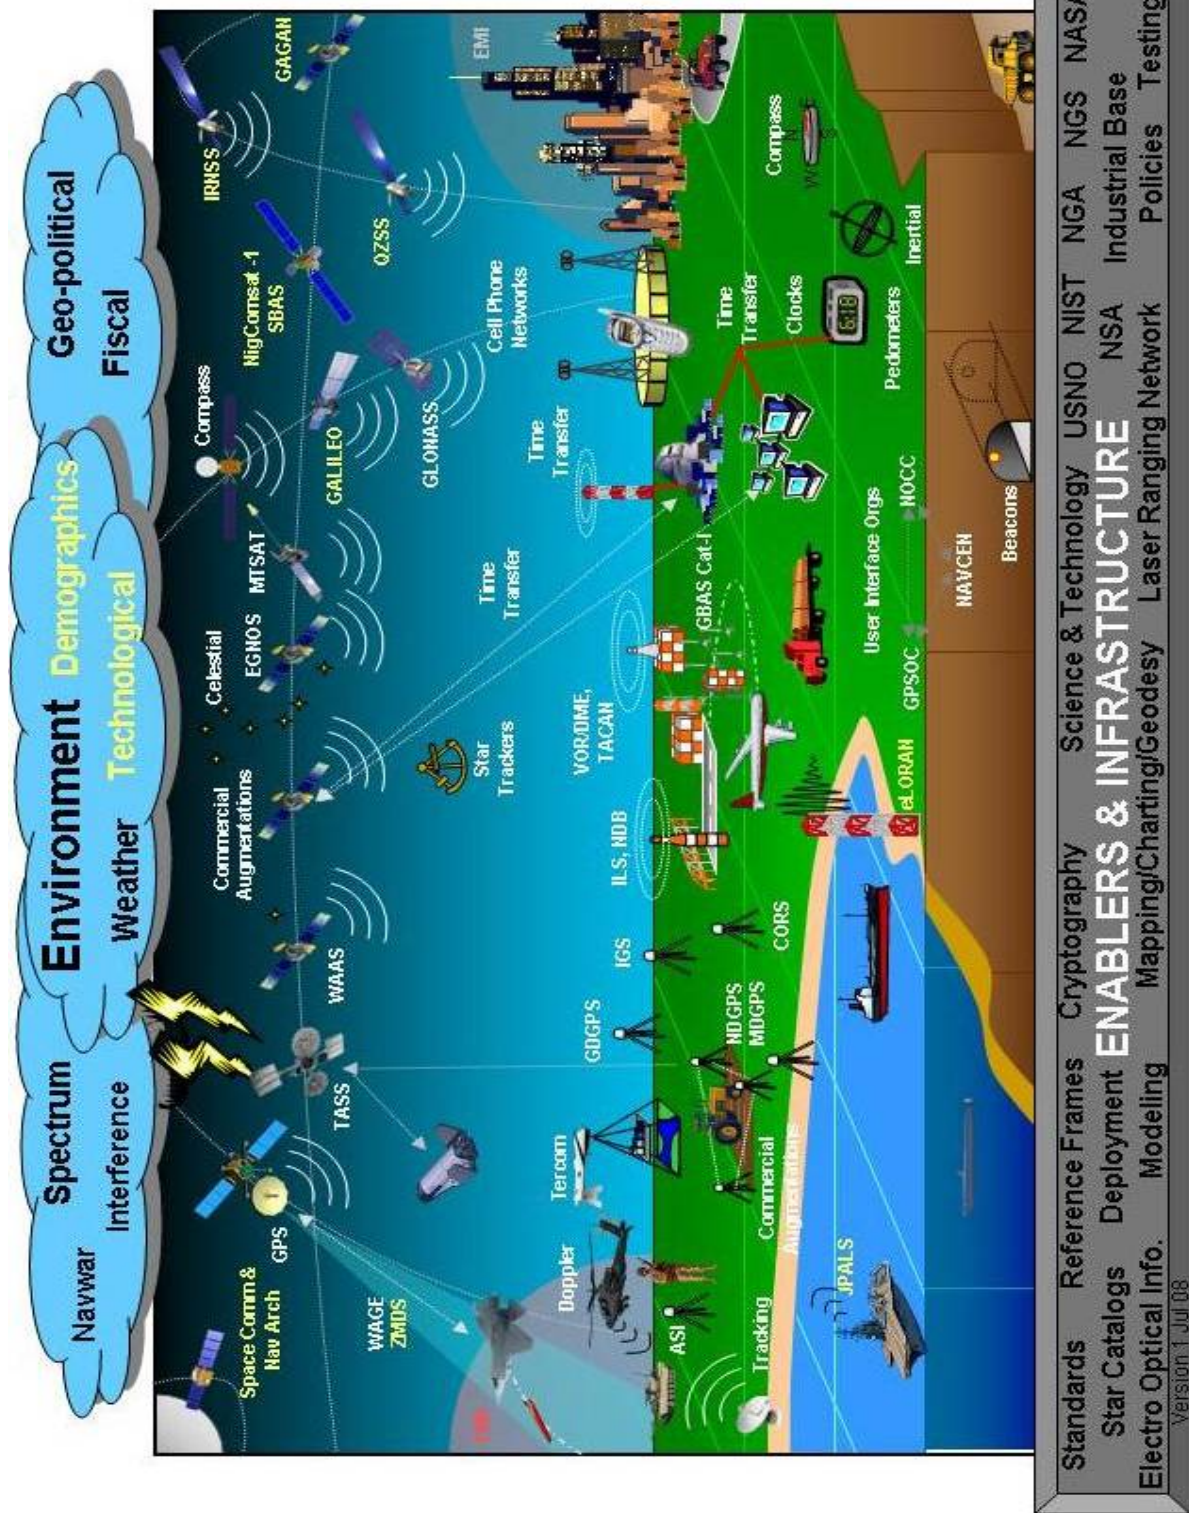 Navwar
Spectrum
Interference
Environment
Demographics
Weather
Technological
Geo-political
Fiscal
Space Comm &
Nav Arch
GPS
TASS
WAAS
Commercial
Augmentations
Celestial
EGNOS
MTSAT
Compass
GALILEO
NigComsat -1
SBAS
GLONASS
IRNSS
QZSS
GAGAN
EMI
WAGE
ZMDS
Star
Trackers
Time
Transfer
Time
Transfer
Cell Phone
Networks
Doppler
Tercom
GDGPS
IGS
ILS, NDB
VOR/DME,
TACAN
ASI
Tracking
Commercial
Augmentations
NDGPS
MDGPS
CORS
GBAS Cat-I
Time
Transfer
Clocks
6:18
Compass
N
S
W
Inertial
Pedometers
JPALS
eLORAN
User Interface Orgs
GPSOC
NOCC
NAVCEN
Beacons
Standards
Reference Frames
Cryptography
Science & Technology
USNO
NIST
NGA
NGS
NASA
Star Catalogs
Deployment
ENABLERS & INFRASTRUCTURE
NSA
Industrial Base
Electro Optical Info.
Modeling
Mapping/Charting/Geodesy
Laser Ranging Network
Policies
Testing
Version 1 Jul 08